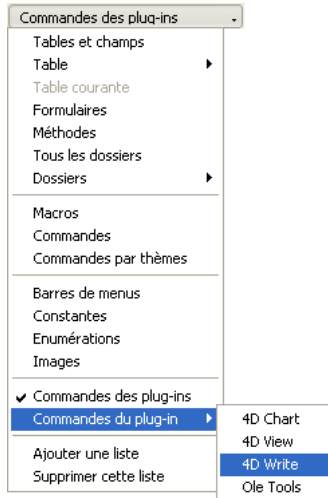 Commandes des plug-ins
Tables et champs
Table
Table courante
Formulaires
Méthodes
Tous les dossiers
Dossiers
Macros
Commandes
Commandes par thèmes
Barres de menus
Constantes
Enumérations
Images
Commandes des plug-ins
Commandes du plug-in
4D Chart
4D View
4D Write
Ole Tools
Ajouter une liste
Supprimer cette liste